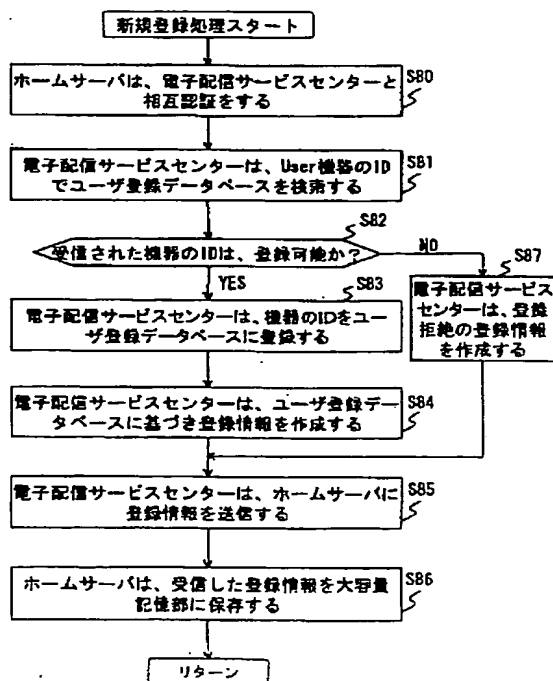 新規登録処理スタート
S80
ホームサーバは、電子配信サービスセンターと
相互認証をする
S81
電子配信サービスセンターは、User機器のID
でユーザ登録データベースを検索する
S82
受信された機器のIDは、登録可能か？
NO
YES
S87
電子配信サービス
センターは、登録
拒絶の登録情報
を作成する
S83
電子配信サービスセンターは、機器のIDをユー
ザ登録データベースに登録する
S84
電子配信サービスセンターは、ユーザ登録デー
タベースに基づき登録情報を作成する
S85
電子配信サービスセンターは、ホームサーバに
登録情報を送信する
S86
ホームサーバは、受信した登録情報を大容量
記憶部に保存する
リターン